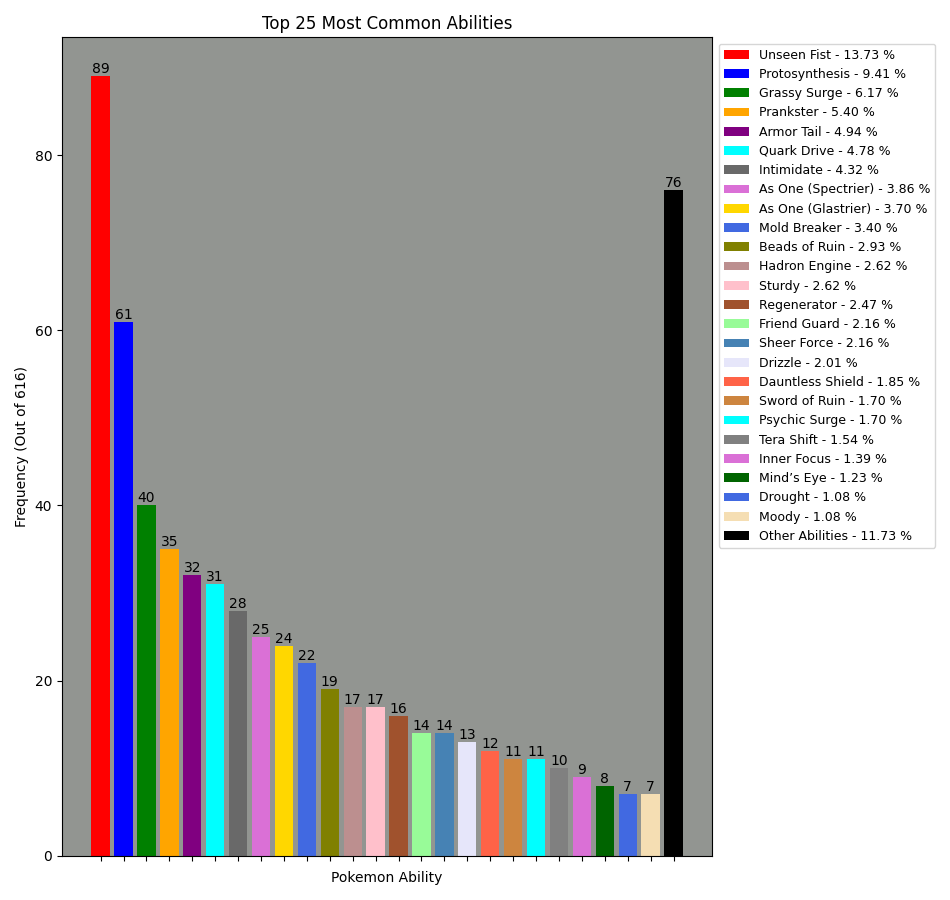 Top 25 Most Common Abilities
Frequency (Out of 616)
80
60
40
20
0
89
61
40
35
32
31
28
25
24
22
19
17
17
16
14
14
13
12
11
11
10
9
8
7
7
76
Pokemon Ability
Unseen Fist - 13.73 %
Protosynthesis - 9.41 %
Grassy Surge - 6.17 %
Prankster - 5.40 %
Armor Tail - 4.94 %
Quark Drive - 4.78 %
Intimidate - 4.32 %
As One (Spectrier) - 3.86 %
As One (Glastrier) - 3.70 %
Mold Breaker - 3.40 %
Beads of Ruin - 2.93 %
Hadron Engine - 2.62 %
Sturdy - 2.62 %
Regenerator - 2.47 %
Friend Guard - 2.16 %
Sheer Force - 2.16 %
Drizzle - 2.01 %
Dauntless Shield - 1.85 %
Sword of Ruin - 1.70 %
Psychic Surge - 1.70 %
Tera Shift - 1.54 %
Inner Focus - 1.39 %
Mind’s Eye - 1.23 %
Drought - 1.08 %
Moody - 1.08 %
Other Abilities - 11.73 %